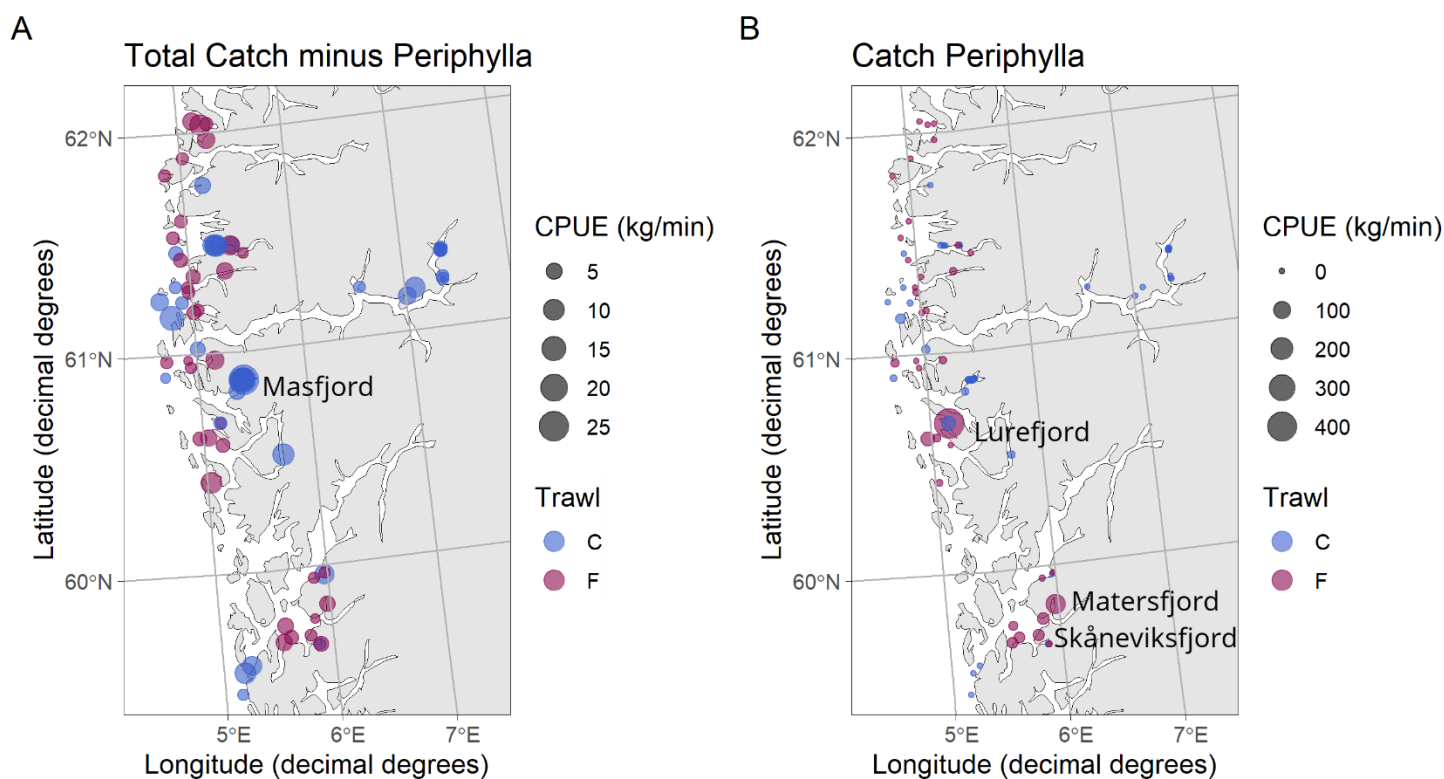 A
Total Catch minus Periphylla
62°N
61°N
60°N
5°E
6°E
7°E
Latitude (decimal degrees)
Longitude (decimal degrees)
Masfjord
CPUE (kg/min)
5
10
15
20
25
Trawl
C
F
B
Catch Periphylla
62°N
61°N
60°N
5°E
6°E
7°E
Latitude (decimal degrees)
Longitude (decimal degrees)
Lurefjord
Matersfjord
Skåneviksfjord
CPUE (kg/min)
0
100
200
300
400
Trawl
C
F